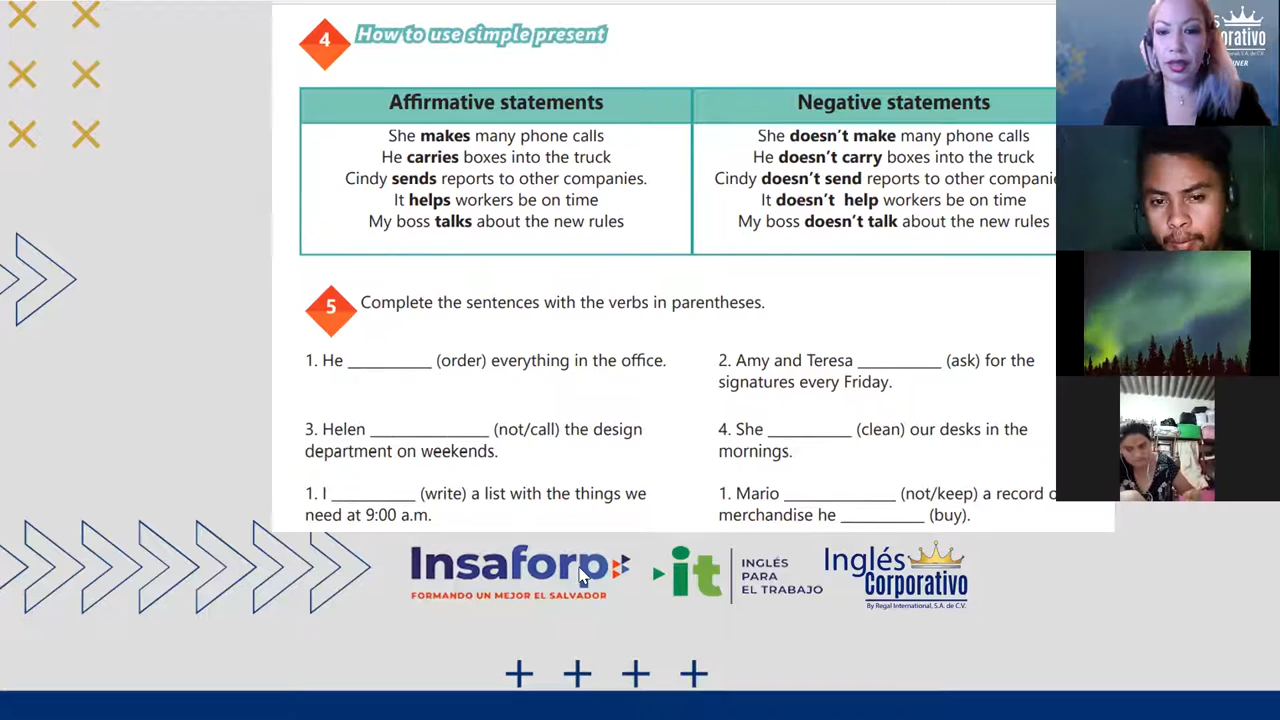 4
How to use simple present
Affirmative statements
Negative statements
She makes many phone calls
He carries boxes into the truck
Cindy sends reports to other companies.
It helps workers be on time
My boss talks about the new rules
She doesn't make many phone calls
He doesn't carry boxes into the truck
Cindy doesn't send reports to other companie
It doesn't help workers be on time
My boss doesn't talk about the new rules
5
Complete the sentences with the verbs in parentheses.
1. He __________ (order) everything in the office.
2. Amy and Teresa __________ (ask) for the
signatures every Friday.
3. Helen ______________ (not/call) the design
department on weekends.
4. She __________ (clean) our desks in the
mornings.
1. I __________ (write) a list with the things we
need at 9:00 a.m.
1. Mario _____________ (not/keep) a record o
merchandise he __________ (buy).
Insaforp
FORMANDO UN MEJOR EL SALVADOR
it
INGLÉS
PARA
EL TRABAJO
Inglés
Corporativo
By Regal International, S.A. de C.V.
s
orporativo